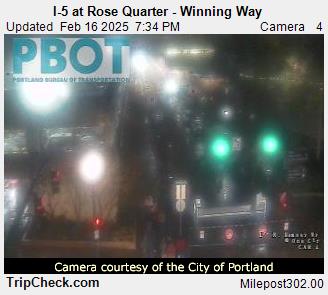 I-5 at Rose Quarter - Winning Way
Updated Feb 16 2025 7:34 PM Camera 4
PBOT
PORTLAND BUREAU OF TRANSPORTATION
Camera courtesy of the City of Portland
TripCheck.com Milepost302.00